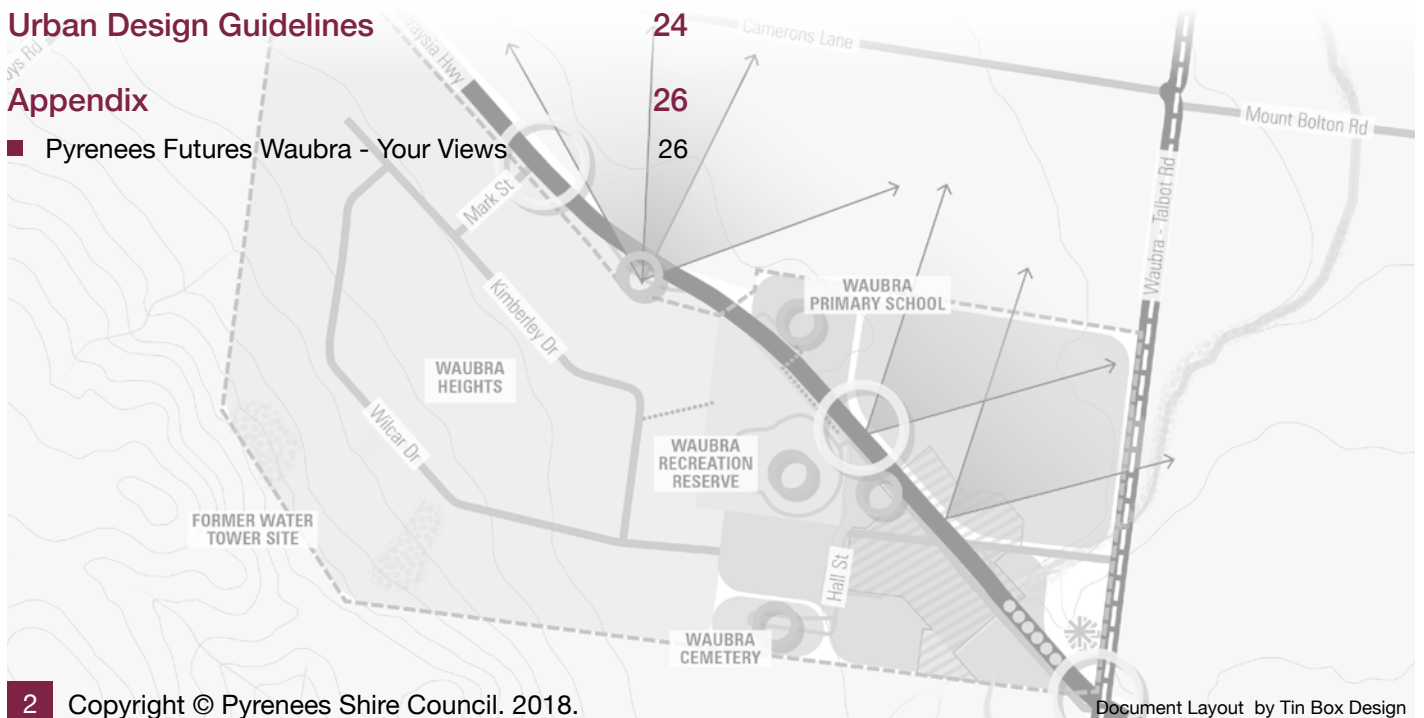 Urban Design Guidelines 24
Appendix 26
Pyrenees Futures Waubra - Your Views 26
Camerons Lane
Mount Bolton Rd
Waubra - Talbot Rd
Mark St
Kimberley Dr
WAUBRA
PRIMARY SCHOOL
WAUBRA
HEIGHTS
Wilcar Dr
WAUBRA
RECREATION
RESERVE
FORMER WATER
TOWER SITE
Hall St
WAUBRA
CEMETERY
2 Copyright © Pyrenees Shire Council. 2018.
Document Layout by Tin Box Design